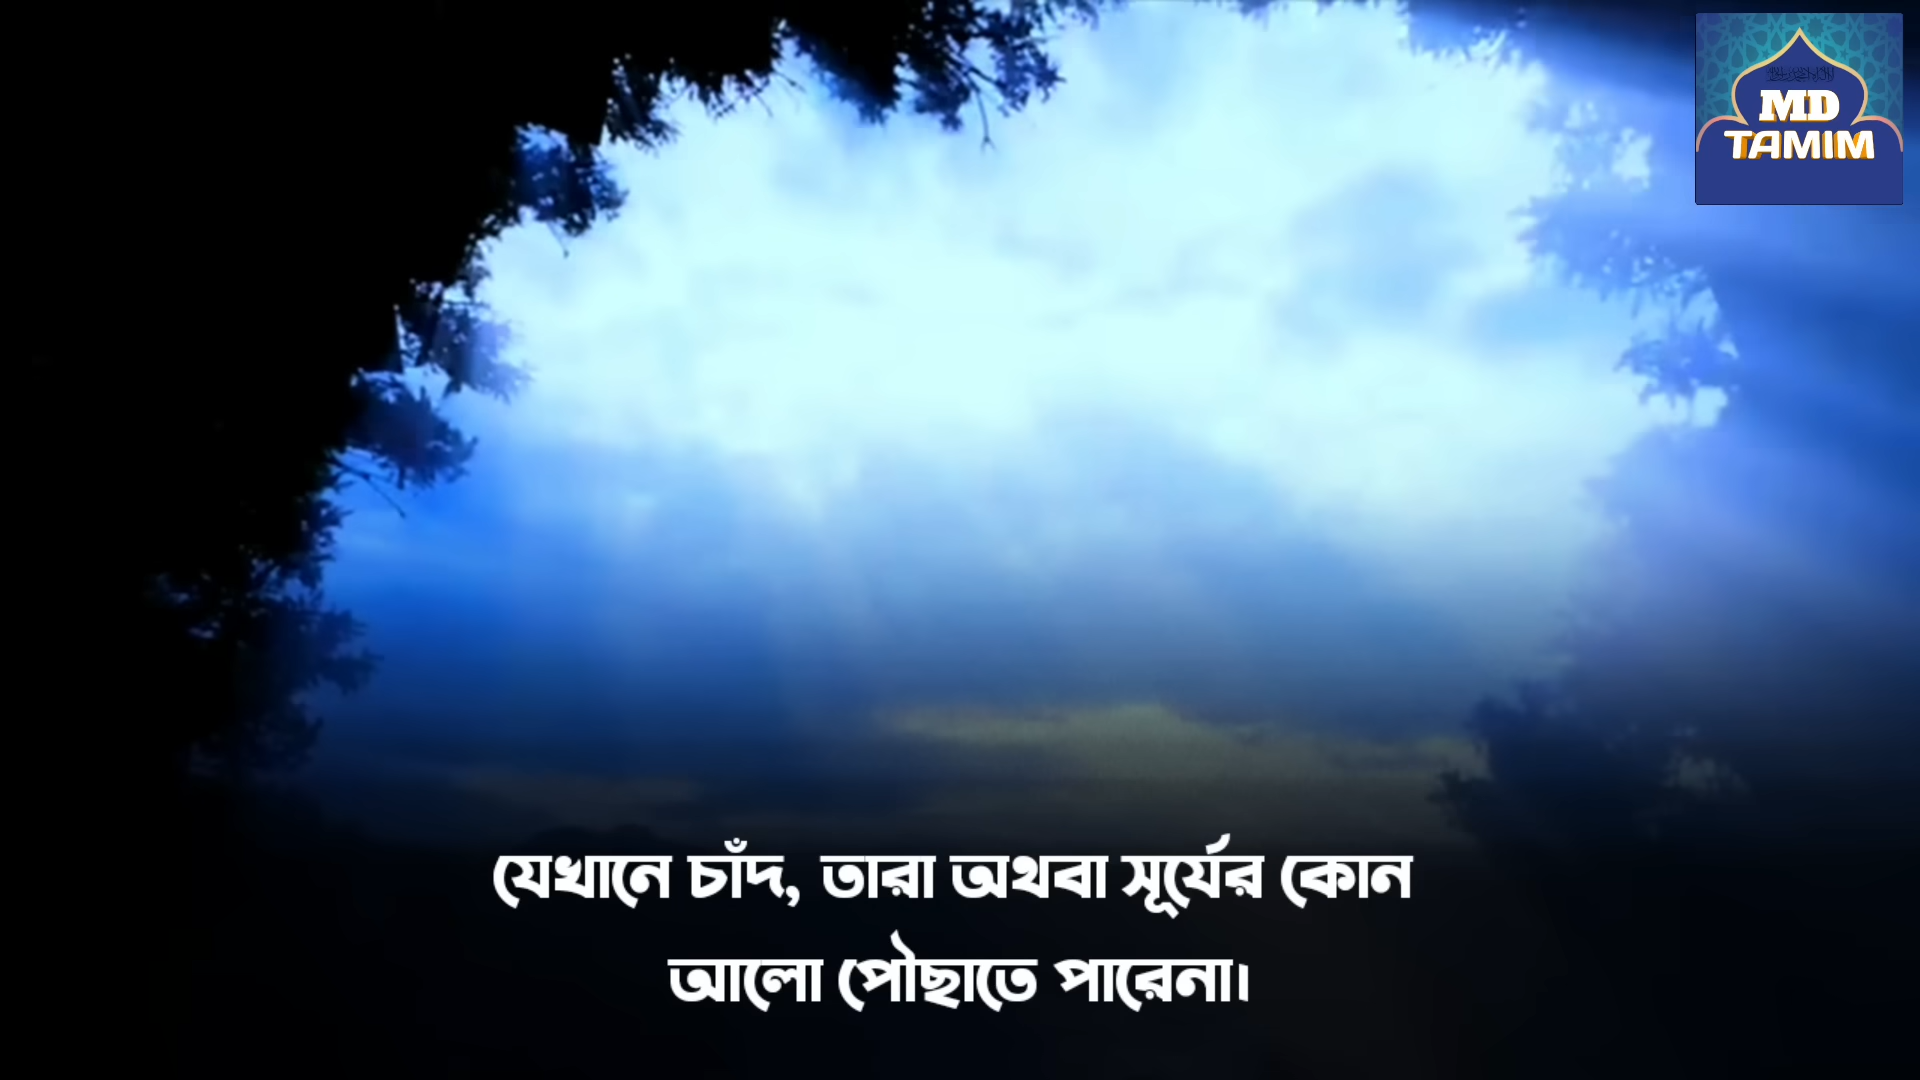 MD
TAMIM
যেখানে চাঁদ, তারা অথবা সূর্যের কোন
আলো পৌছাতে পারেনা।